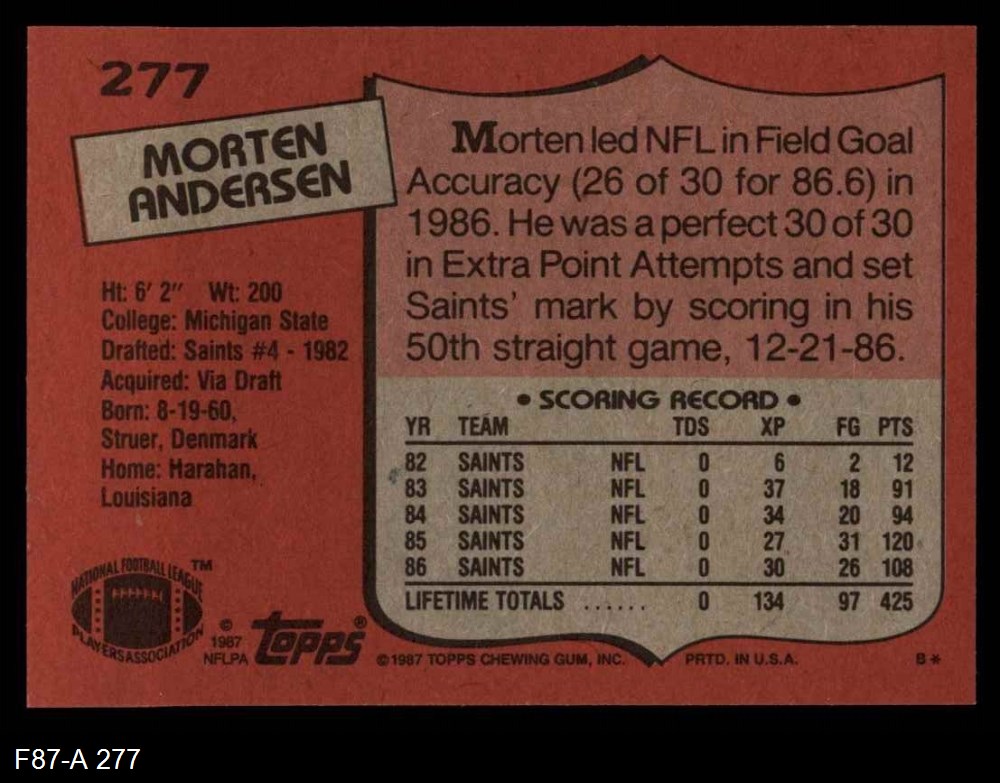 277
MORTEN
ANDERSEN
Ht: 6' 2" Wt: 200
College: Michigan State
Drafted: Saints #4 - 1982
Acquired: Via Draft
Born: 8-19-60,
Struer, Denmark
Home: Harahan,
Louisiana
Morten led NFL in Field Goal
Accuracy (26 of 30 for 86.6) in
1986. He was a perfect 30 of 30
in Extra Point Attempts and set
Saints' mark by scoring in his
50th straight game, 12-21-86.
• SCORING RECORD •
YR TEAM TDS XP FG PTS
82 SAINTS NFL 0 6 2 12
83 SAINTS NFL 0 37 18 91
84 SAINTS NFL 0 34 20 94
85 SAINTS NFL 0 27 31 120
86 SAINTS NFL 0 30 26 108
LIFETIME TOTALS ...... 0 134 97 425
NATIONAL FOOTBALL LEAGUE TM
PLAYERS ASSOCIATION
© 1987 NFLPA
topps®
© 1987 TOPPS CHEWING GUM, INC. PRTD. IN U.S.A. B*
F87-A 277